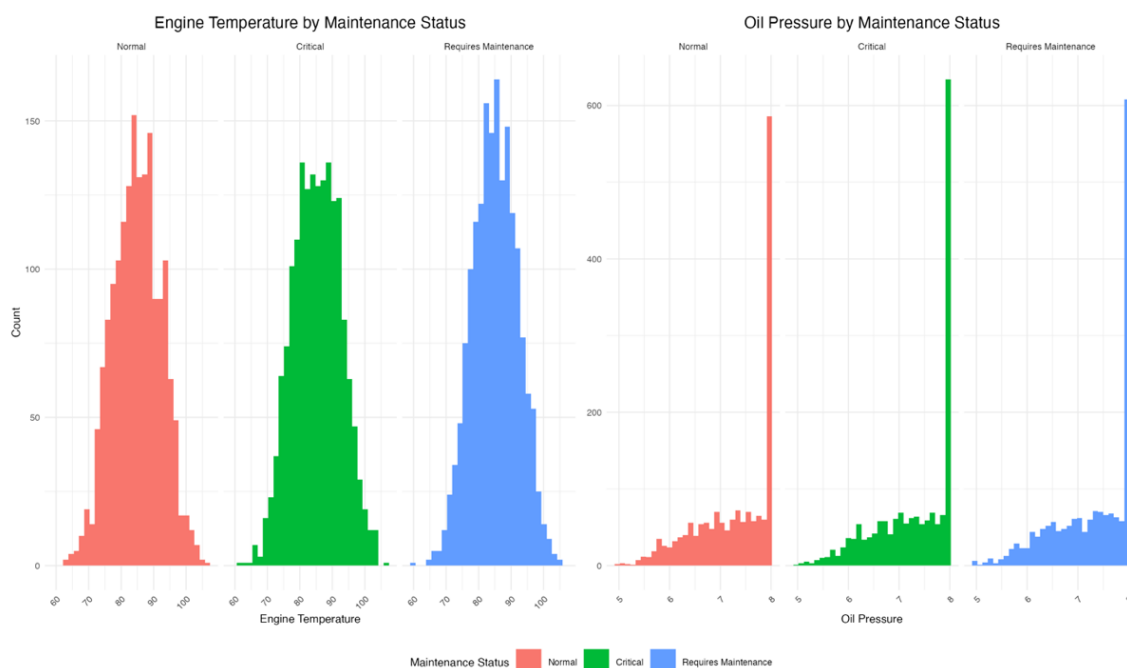 Engine Temperature by Maintenance Status
Normal
Critical
Requires Maintenance
150
100
50
0
Count
60
70
80
90
100
60
70
80
90
100
60
70
80
90
100
Engine Temperature
Oil Pressure by Maintenance Status
Normal
Critical
Requires Maintenance
600
400
200
0
5
6
7
8
5
6
7
8
5
6
7
Oil Pressure
Maintenance Status
Normal
Critical
Requires Maintenance